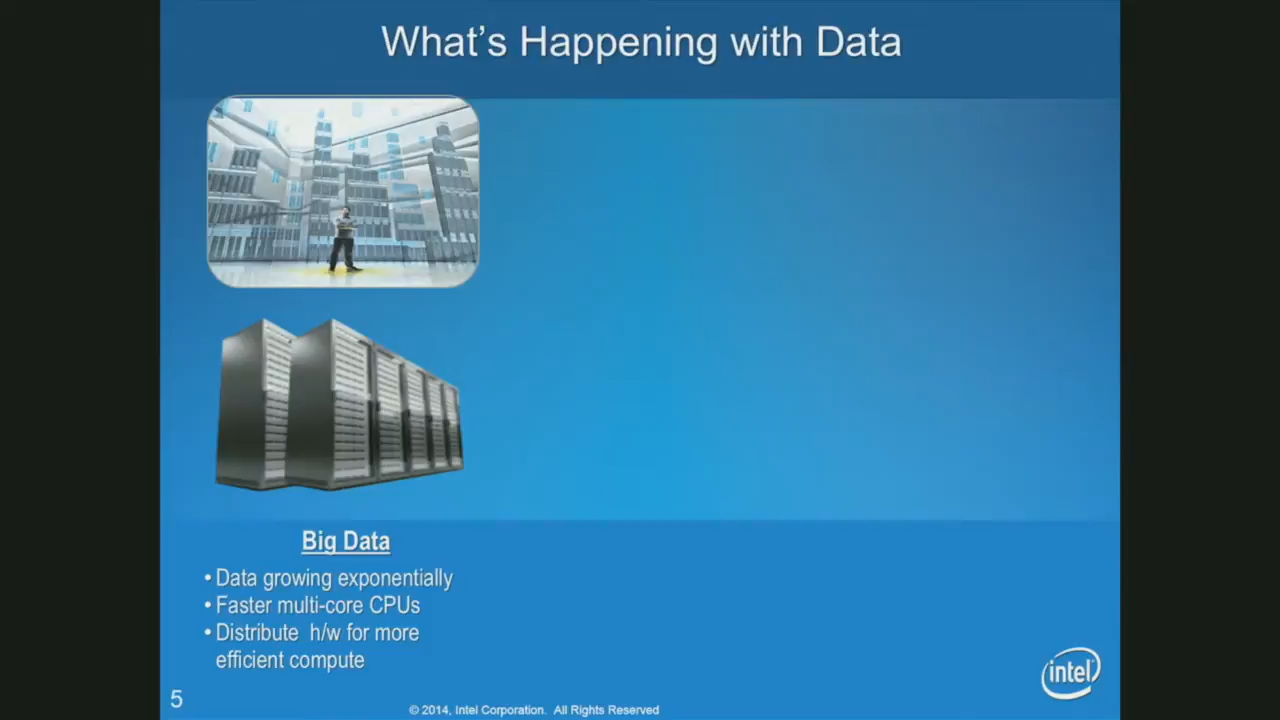 What's Happening with Data
Big Data
• Data growing exponentially
• Faster multi-core CPUs
• Distribute h/w for more
efficient compute
intel
5
© 2014, Intel Corporation. All Rights Reserved